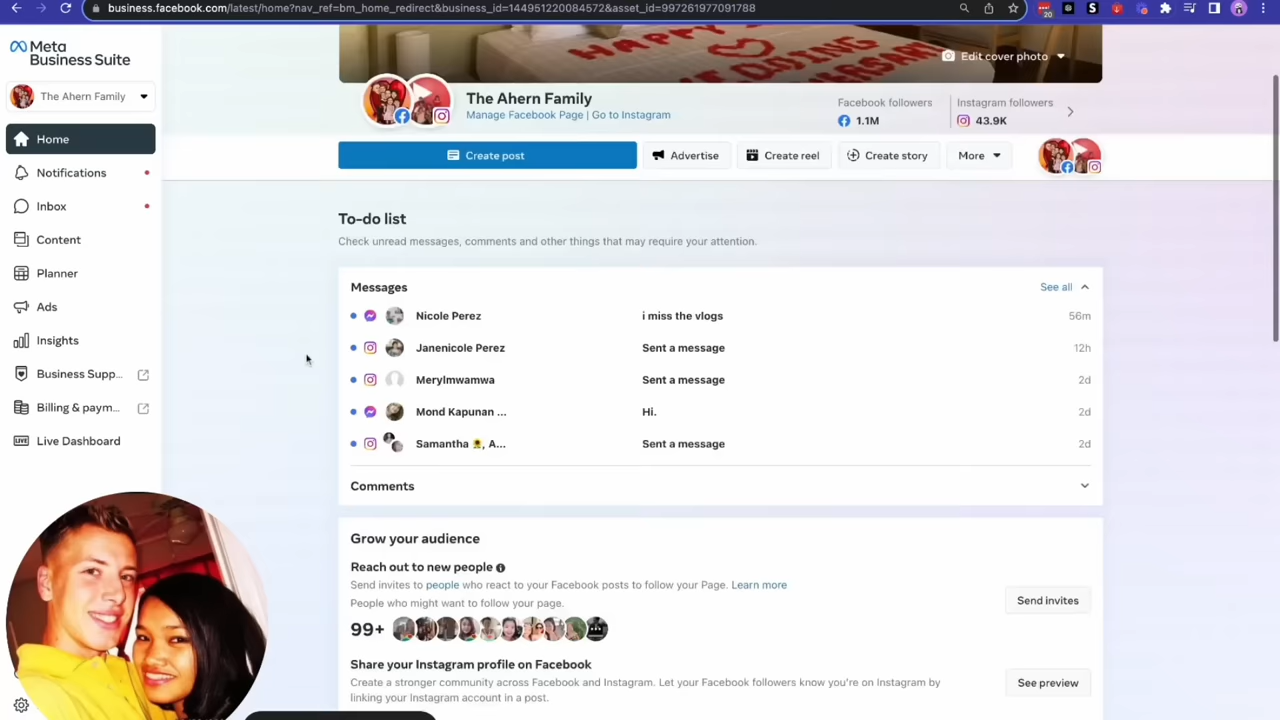 business.facebook.com/latest/home?nav_ref=bm_home_redirect&business_id=144951220084572&asset_id=997261977091788
20
Meta
Business Suite
The Ahern Family
Home
Notifications
Inbox
Content
Planner
Ads
Insights
Business Supp...
Billing & paym...
LIVE Live Dashboard
Edit cover photo
The Ahern Family
Manage Facebook Page | Go to Instagram
Facebook followers
1.1M
Instagram followers
43.9K
Create post
Advertise
Create reel
Create story
More
To-do list
Check unread messages, comments and other things that may require your attention.
Messages
See all
Nicole Perez i miss the vlogs 56m
Janenicole Perez Sent a message 12h
Merylmwamwa Sent a message 2d
Mond Kapunan ... Hi. 2d
Samantha 🌻, A... Sent a message 2d
Comments
Grow your audience
Reach out to new people
Send invites to people who react to your Facebook posts to follow your Page. Learn more
People who might want to follow your page.
99+
Send invites
Share your Instagram profile on Facebook
Create a stronger community across Facebook and Instagram. Let your Facebook followers know you're on Instagram by
linking your Instagram account in a post.
See preview